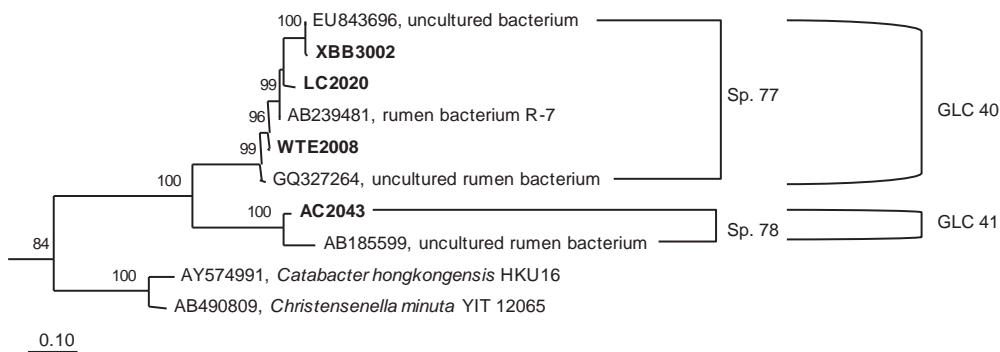 100 EU843696, uncultured bacterium
XBB3002
Sp. 77
GLC 40
99 LC2020
96 AB239481, rumen bacterium R-7
99 WTE2008
GQ327264, uncultured rumen bacterium
100
100 AC2043
Sp. 78
GLC 41
AB185599, uncultured rumen bacterium
84
100 AY574991, Catabacter hongkongensis HKU16
AB490809, Christensenella minuta YIT 12065
0.10